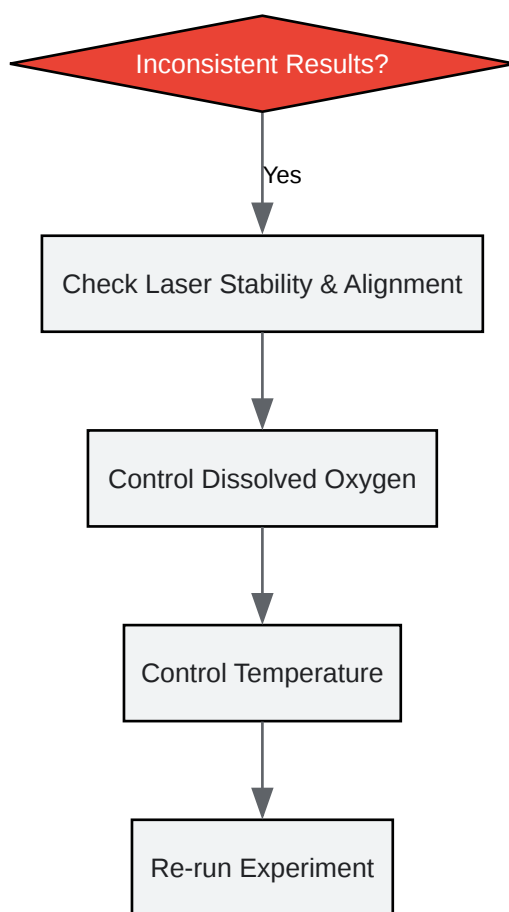 Inconsistent Results?
Yes
Check Laser Stability & Alignment
Control Dissolved Oxygen
Control Temperature
Re-run Experiment